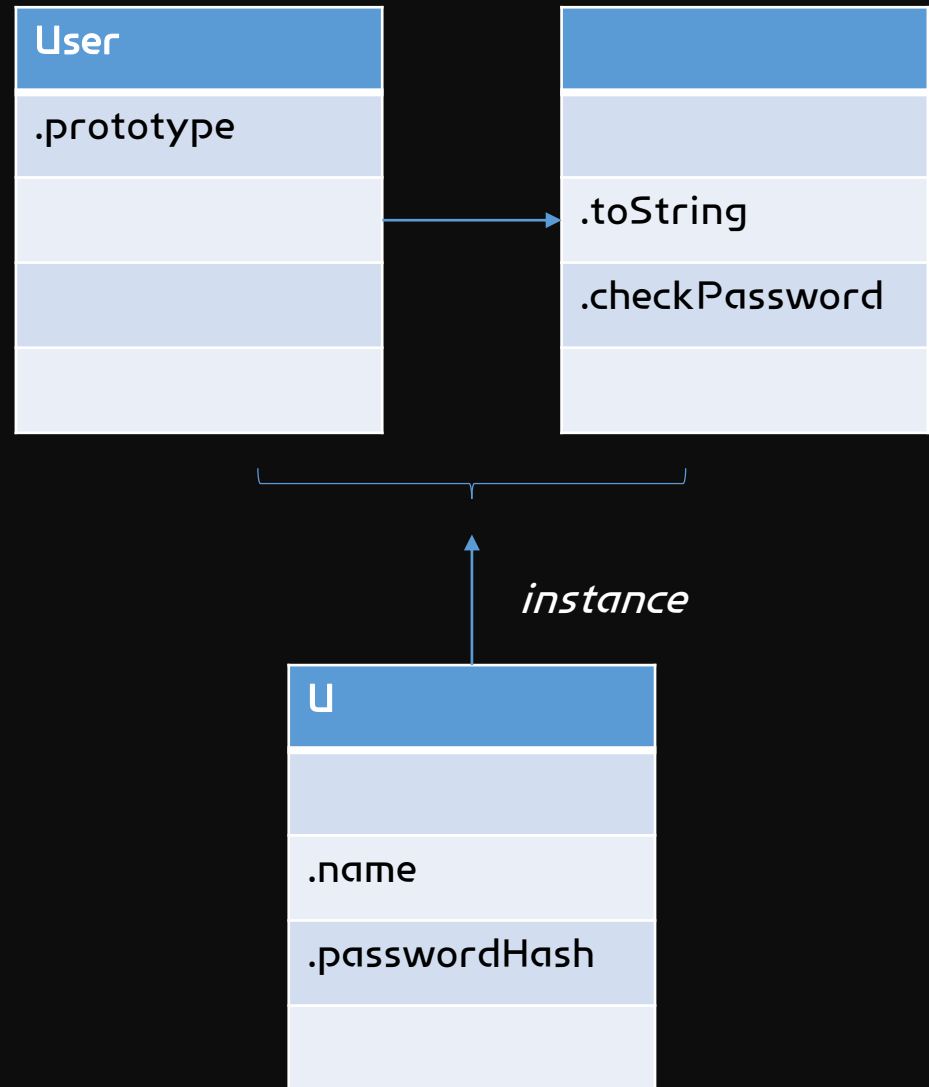 User
.prototype
.toString
.checkPassword
instance
u
.name
.passwordHash